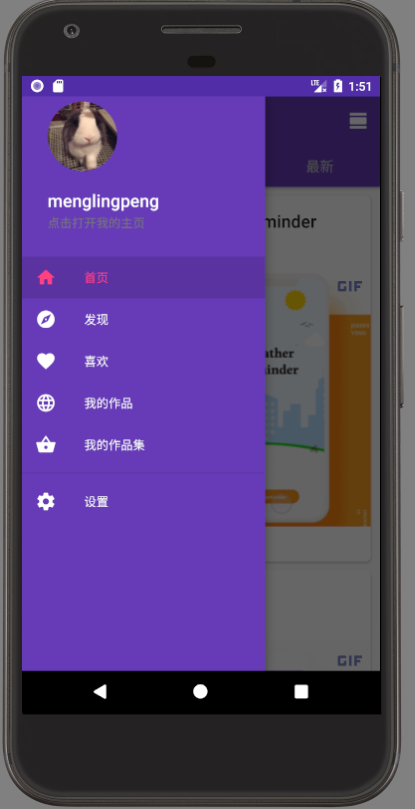 LTE 1:51
最新
menglingpeng
点击打开我的主页
minder
首页
GIF
发现
ather
inder
喜欢
我的作品
我的作品集
设置
GIF